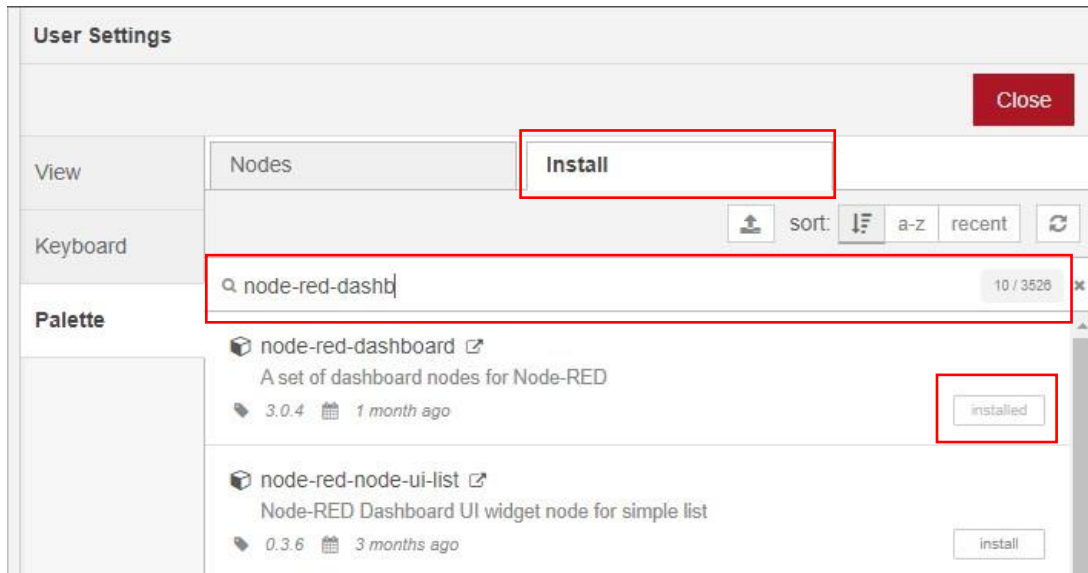 User Settings
Close
View
Nodes
Install
sort:
a-z
recent
Keyboard
node-red-dashb
10 / 3526
Palette
node-red-dashboard
A set of dashboard nodes for Node-RED
3.0.4
1 month ago
installed
node-red-node-ui-list
Node-RED Dashboard UI widget node for simple list
0.3.6
3 months ago
install